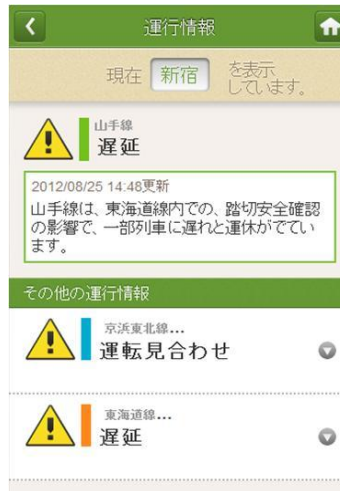 運行情報
現在 新宿 を表示しています。
山手線
遅延
2012/08/25 14:48更新
山手線は、東海道線内での、踏切安全確認
の影響で、一部列車に遅れと運休がでてい
ます。
その他の運行情報
京浜東北線...
運転見合わせ
東海道線...
遅延